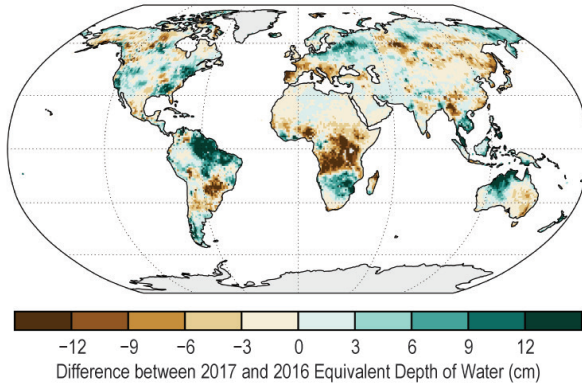 −12 −9 −6 −3 0 3 6 9 12
Difference between 2017 and 2016 Equivalent Depth of Water (cm)